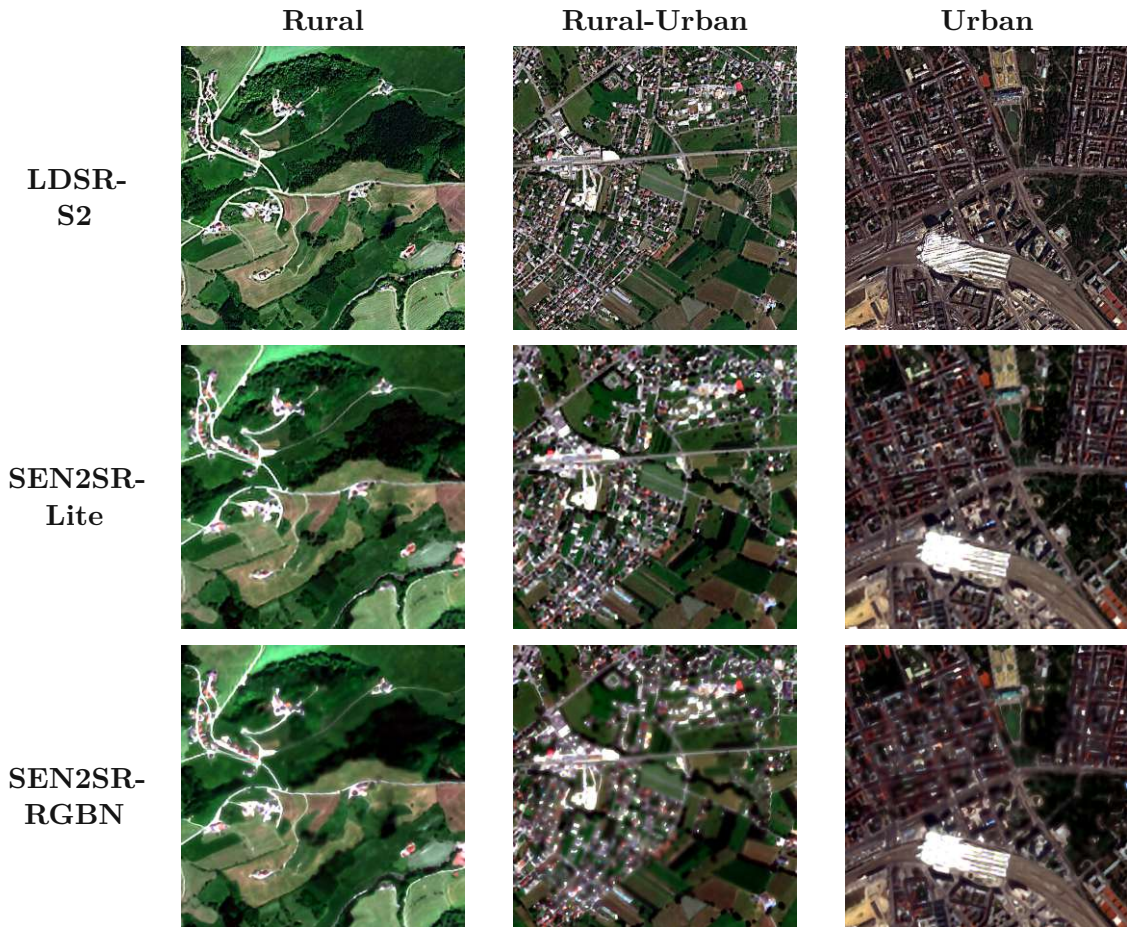 Rural
Rural-Urban
Urban
LDSR-
S2
SEN2SR-
Lite
SEN2SR-
RGBN